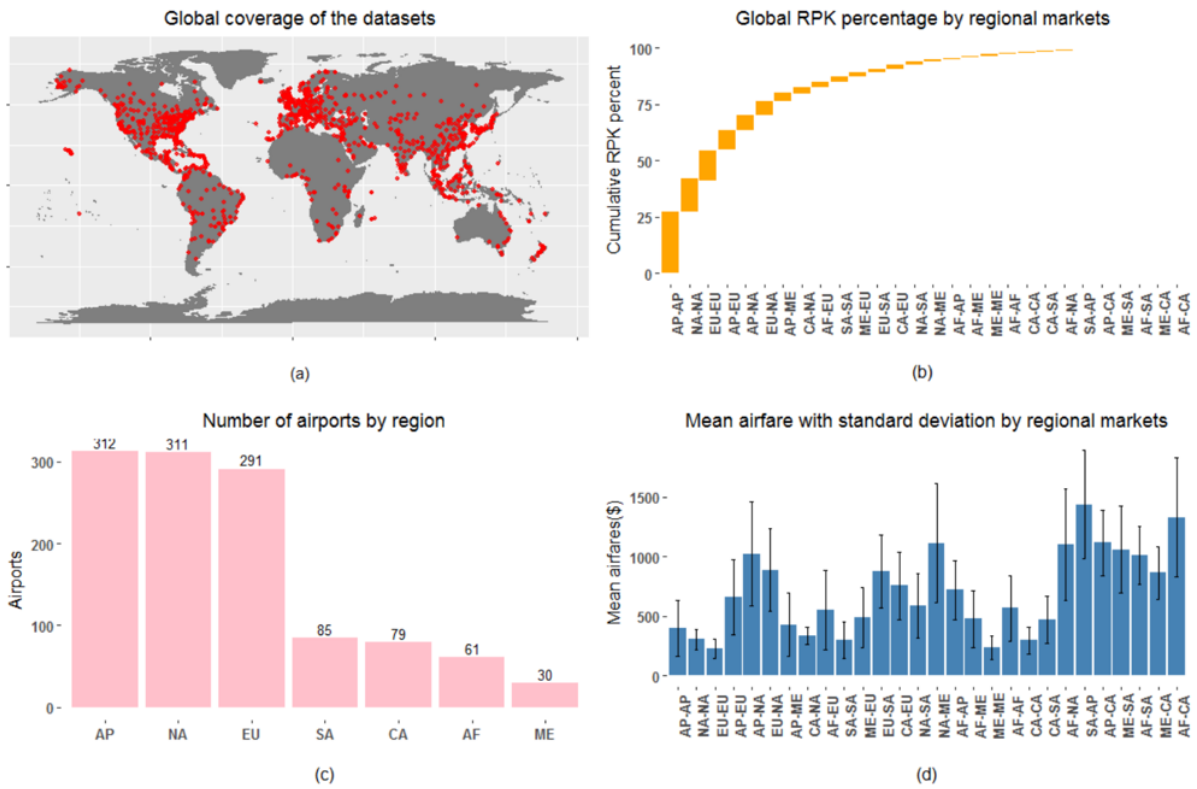 Global coverage of the datasets
(a)
Global RPK percentage by regional markets
Cumulative RPK percent
100
75
50
25
0
AP-AP
NA-NA
EU-EU
AP-EU
AP-NA
EU-NA
AP-ME
CA-NA
AF-EU
SA-SA
ME-EU
EU-SA
CA-EU
NA-SA
NA-ME
AF-AP
AF-ME
ME-ME
AF-AF
CA-CA
CA-SA
AF-NA
SA-AP
AP-CA
ME-SA
AF-SA
ME-CA
AF-CA
(b)
Number of airports by region
Airports
300
200
100
0
312
311
291
85
79
61
30
AP
NA
EU
SA
CA
AF
ME
(c)
Mean airfare with standard deviation by regional markets
Mean airfares($)
1500
1000
500
0
AP-AP
NA-NA
EU-EU
AP-EU
AP-NA
EU-NA
AP-ME
CA-NA
AF-EU
SA-SA
ME-EU
EU-SA
CA-EU
NA-SA
NA-ME
AF-AP
AF-ME
ME-ME
AF-AF
CA-CA
CA-SA
AF-NA
SA-AP
AP-CA
ME-SA
AF-SA
ME-CA
AF-CA
(d)